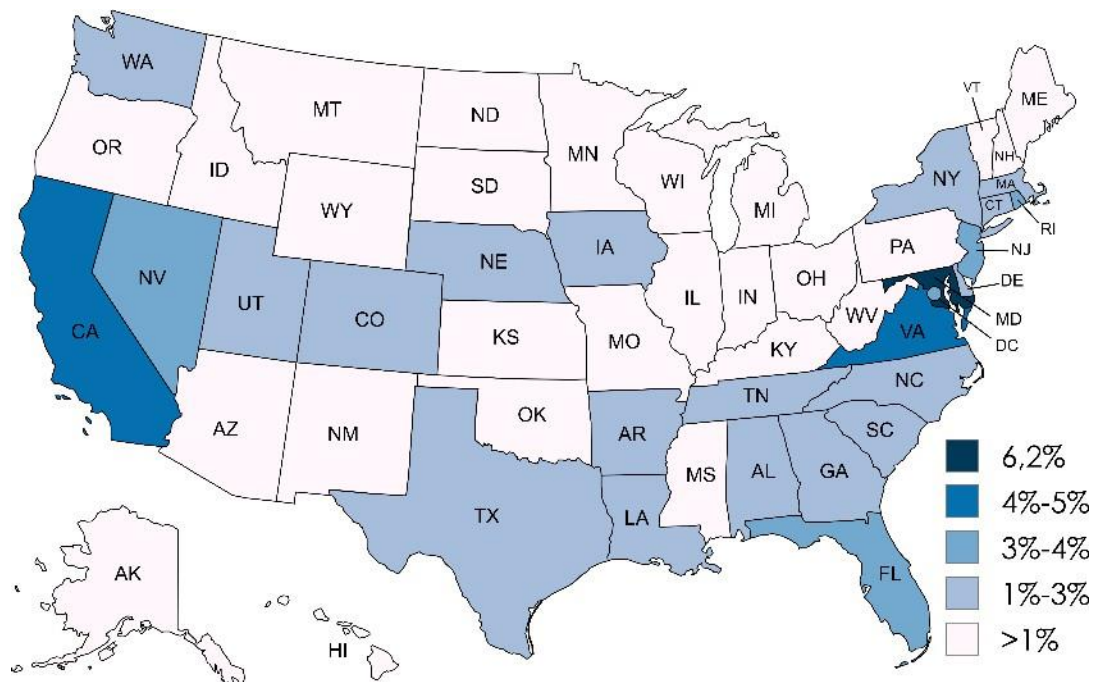 WA
MT
ND
MN
VT
ME
OR
ID
SD
WI
NH
NY
MA
WY
MI
CT
RI
NV
NE
IA
PA
NJ
UT
CO
IL
IN
OH
DE
CA
KS
MO
WV
VA
MD
KY
DC
AZ
NM
OK
AR
TN
NC
SC
MS
AL
GA
TX
LA
FL
AK
HI
6,2%
4%-5%
3%-4%
1%-3%
>1%